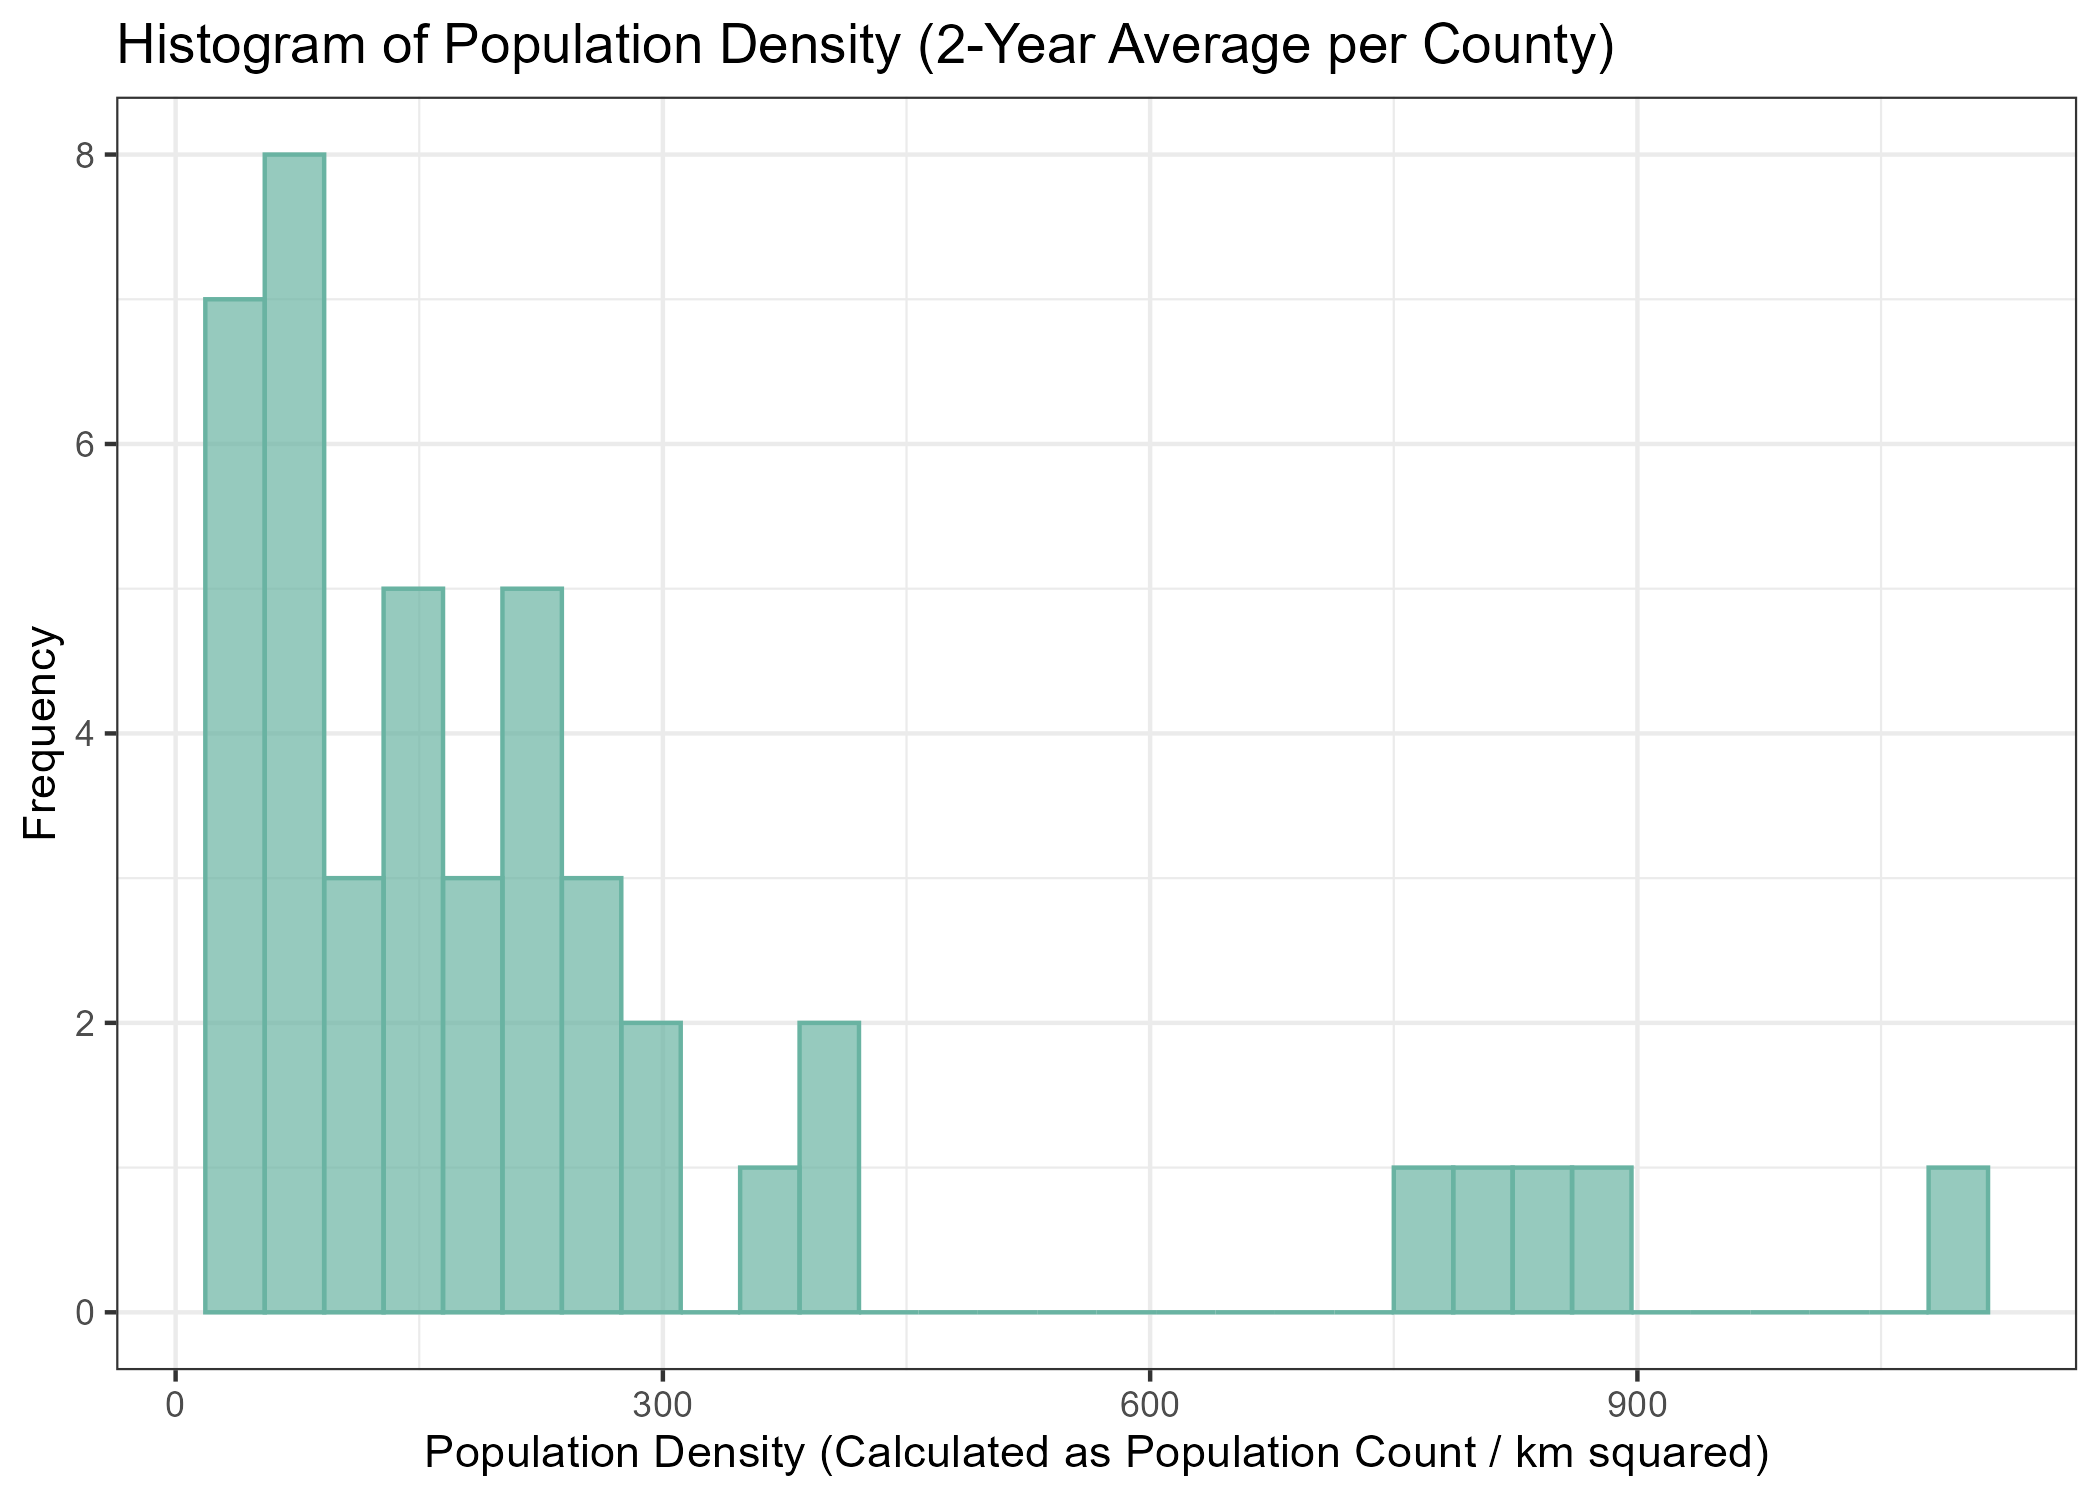 Histogram of Population Density (2-Year Average per County)
8
6
4
2
0
Frequency
0 300 600 900
Population Density (Calculated as Population Count / km squared)